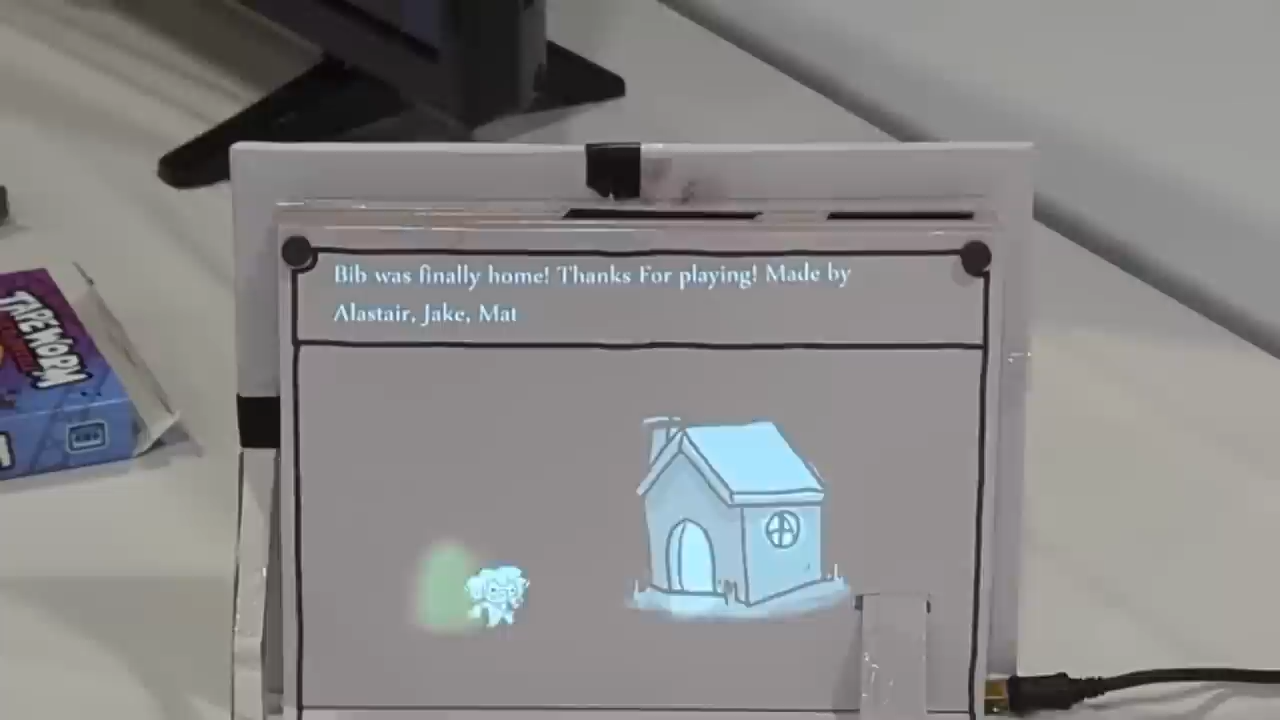 Bib was finally home! Thanks For playing! Made by
Alastair, Jake, Mat
TAPEWORM